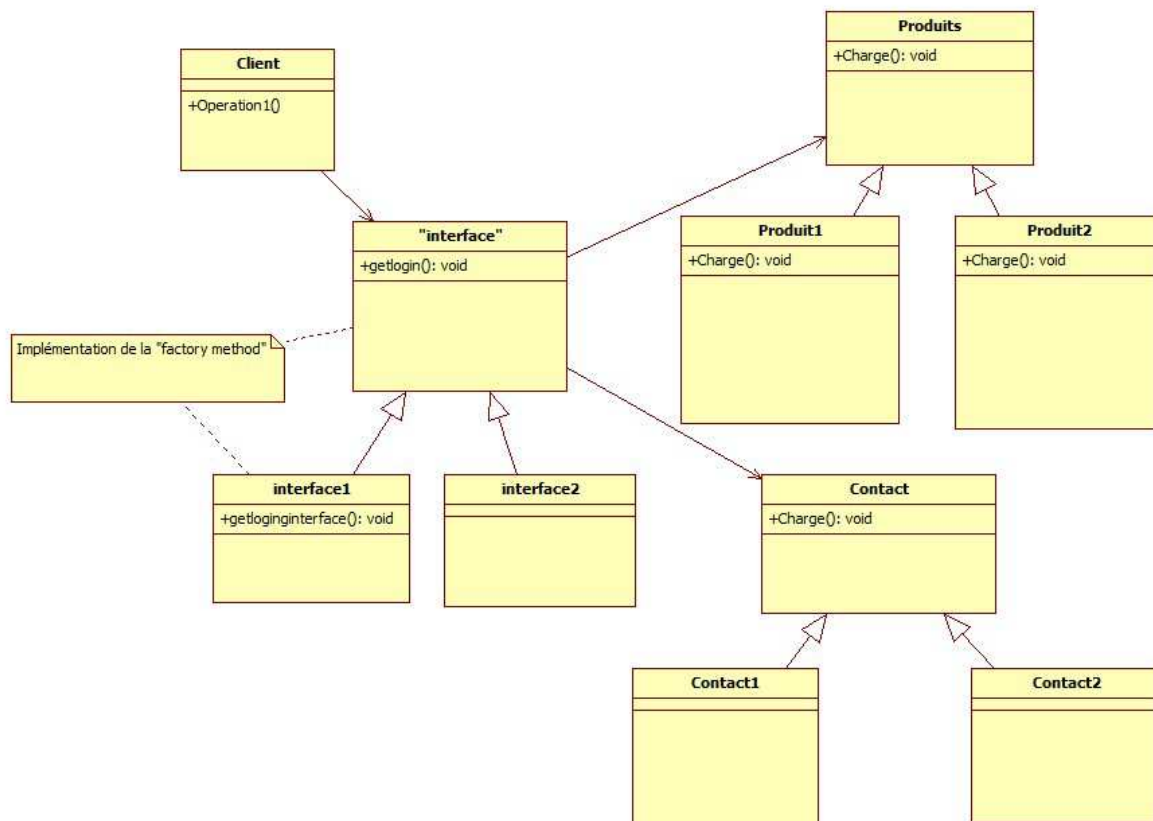 Produits
+Charge(): void
Client
+Operation1()
"interface"
+getlogin(): void
Produit1
+Charge(): void
Produit2
+Charge(): void
Implémentation de la "factory method"
interface1
+getloginginterface(): void
interface2
Contact
+Charge(): void
Contact1
Contact2